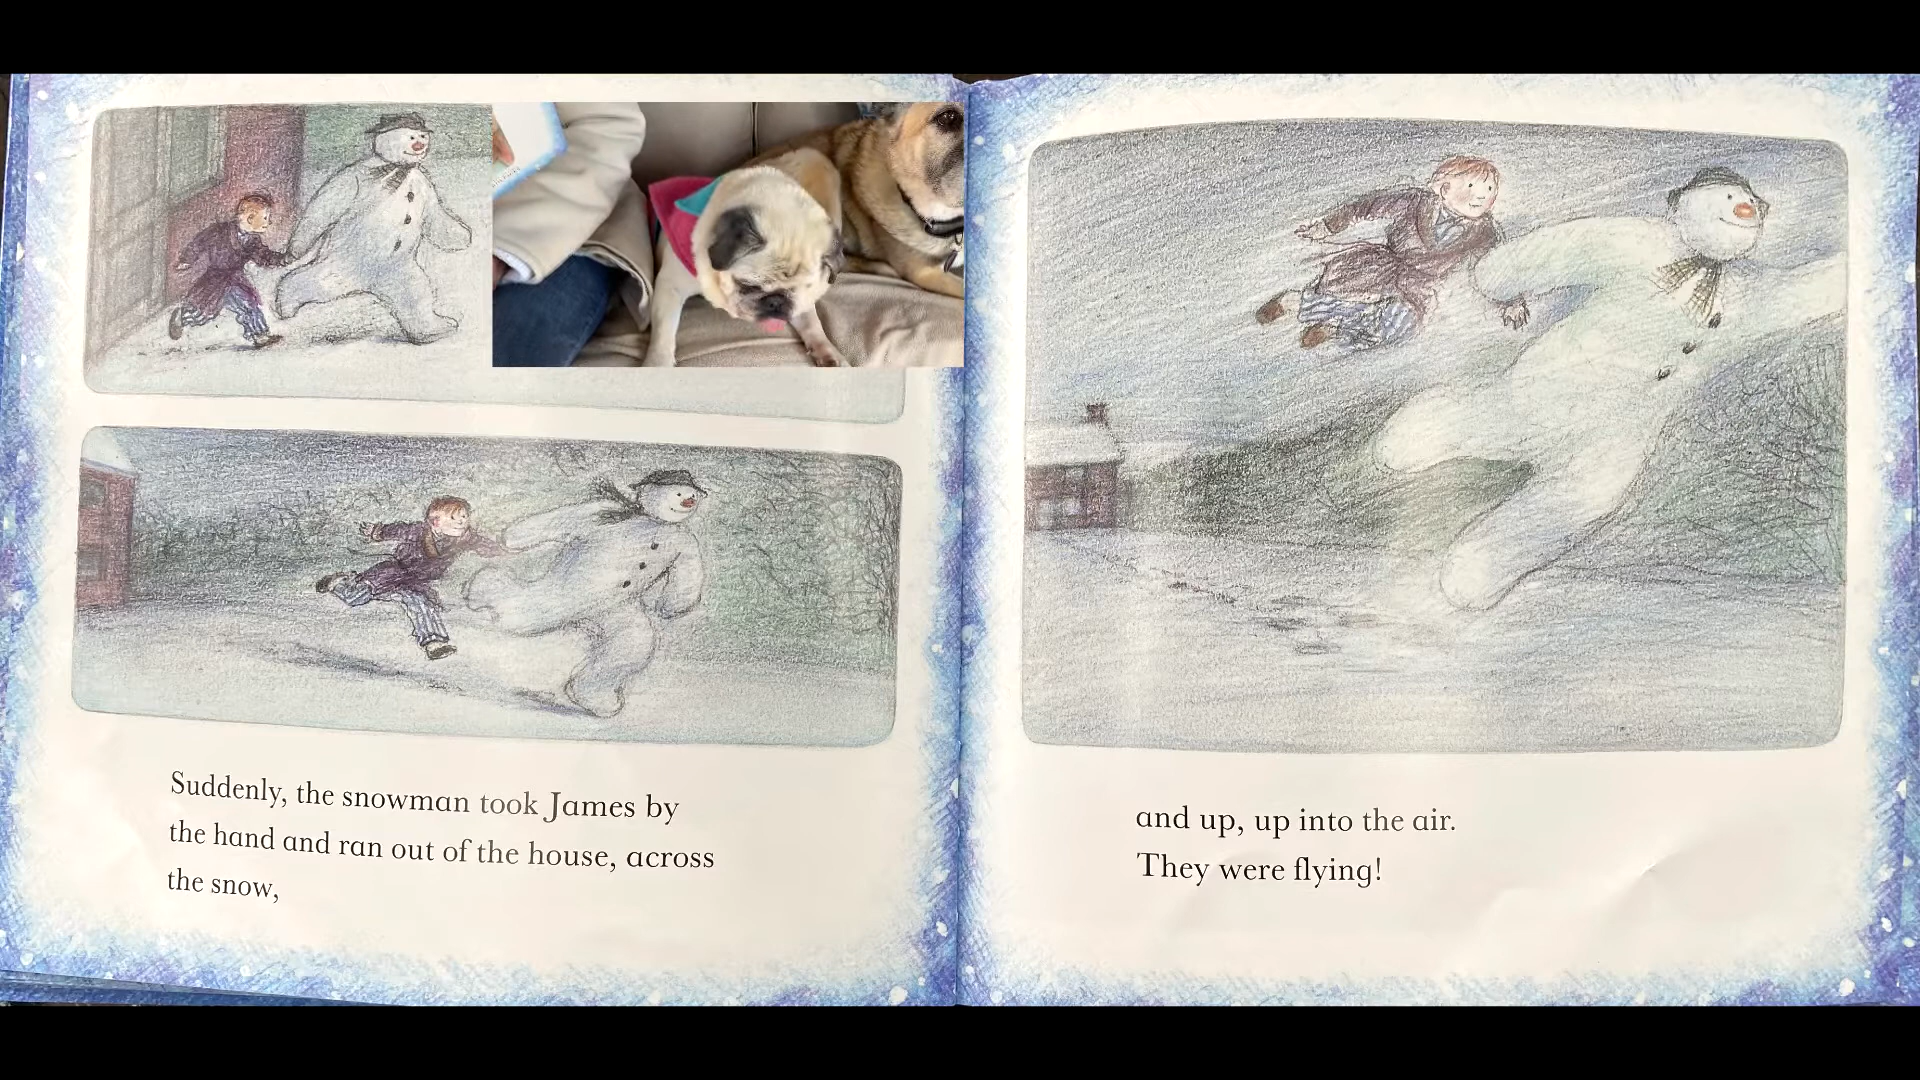 Suddenly, the snowman took James by
the hand and ran out of the house, across
the snow,
and up, up into the air.
They were flying!